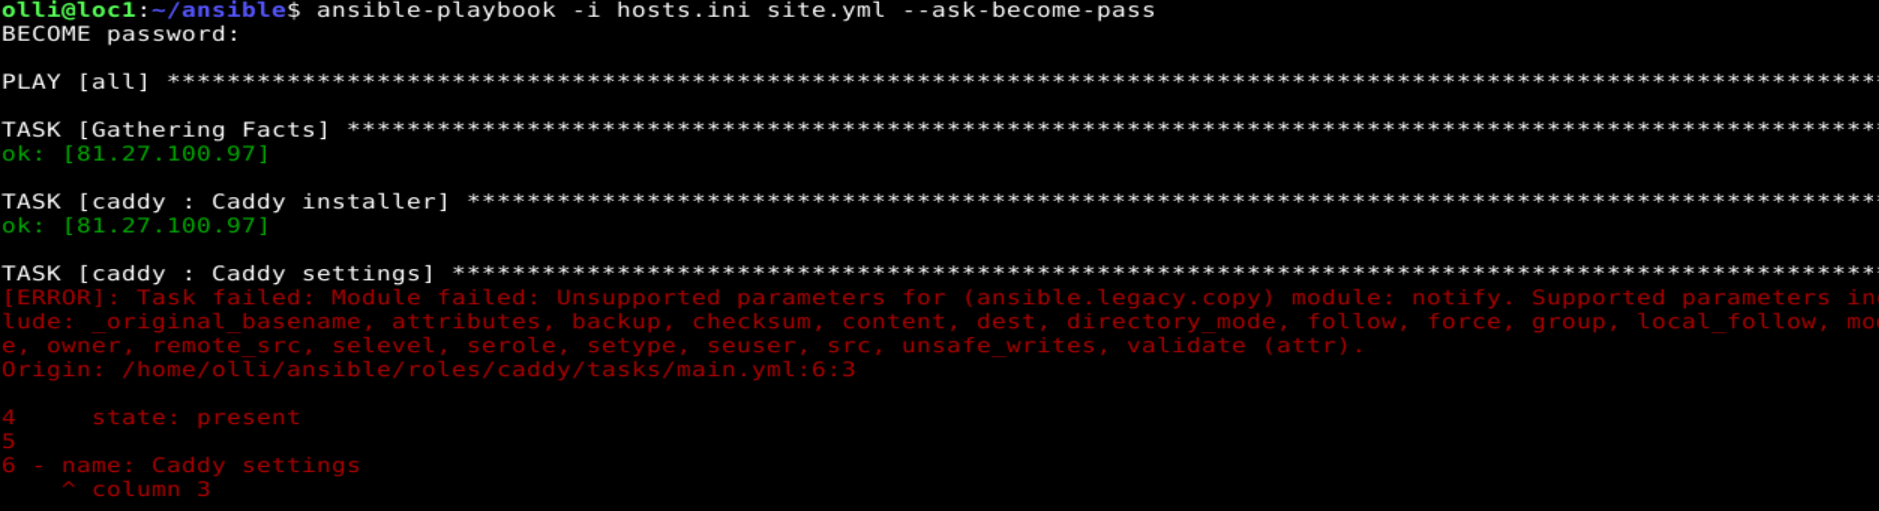 olli@loc1:~/ansible$ ansible-playbook -i hosts.ini site.yml --ask-become-pass
BECOME password:
PLAY [all] ******************************************************************************************************************
TASK [Gathering Facts] ******************************************************************************************************
ok: [81.27.100.97]
TASK [caddy : Caddy installer] **********************************************************************************************
ok: [81.27.100.97]
TASK [caddy : Caddy settings] ***********************************************************************************************
[ERROR]: Task failed: Module failed: Unsupported parameters for (ansible.legacy.copy) module: notify. Supported parameters inc
lude: _original_basename, attributes, backup, checksum, content, dest, directory_mode, follow, force, group, local_follow, mod
e, owner, remote_src, selevel, serole, setype, seuser, src, unsafe_writes, validate (attr).
Origin: /home/olli/ansible/roles/caddy/tasks/main.yml:6:3
4     state: present
5
6 - name: Caddy settings
    ^ column 3